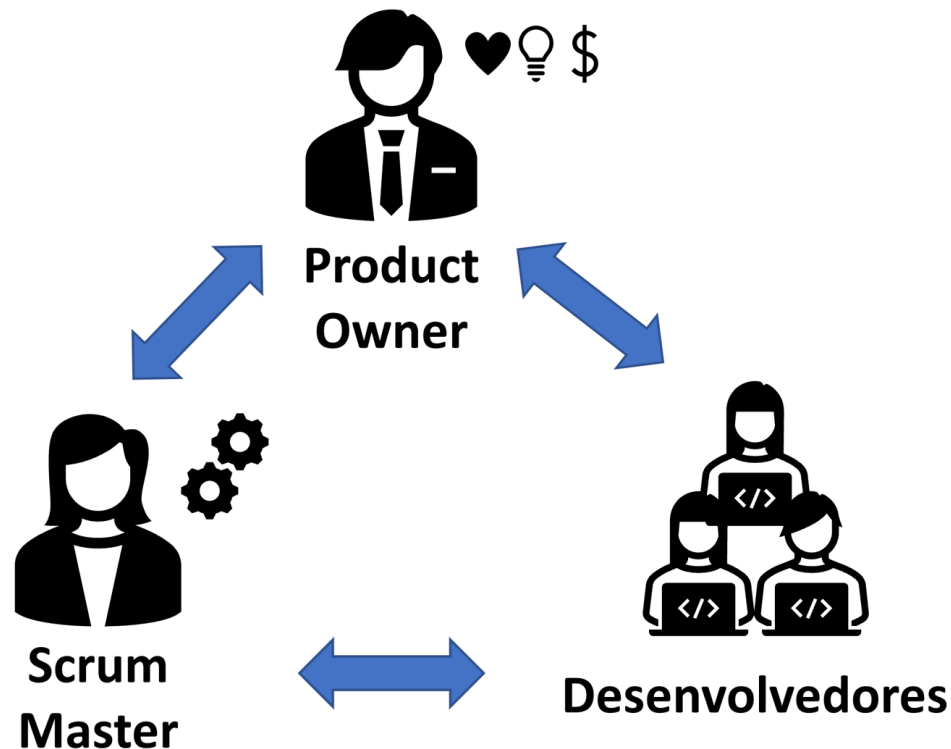 $
Product
Owner
</>
</>
</>
Scrum
Master
Desenvolvedores